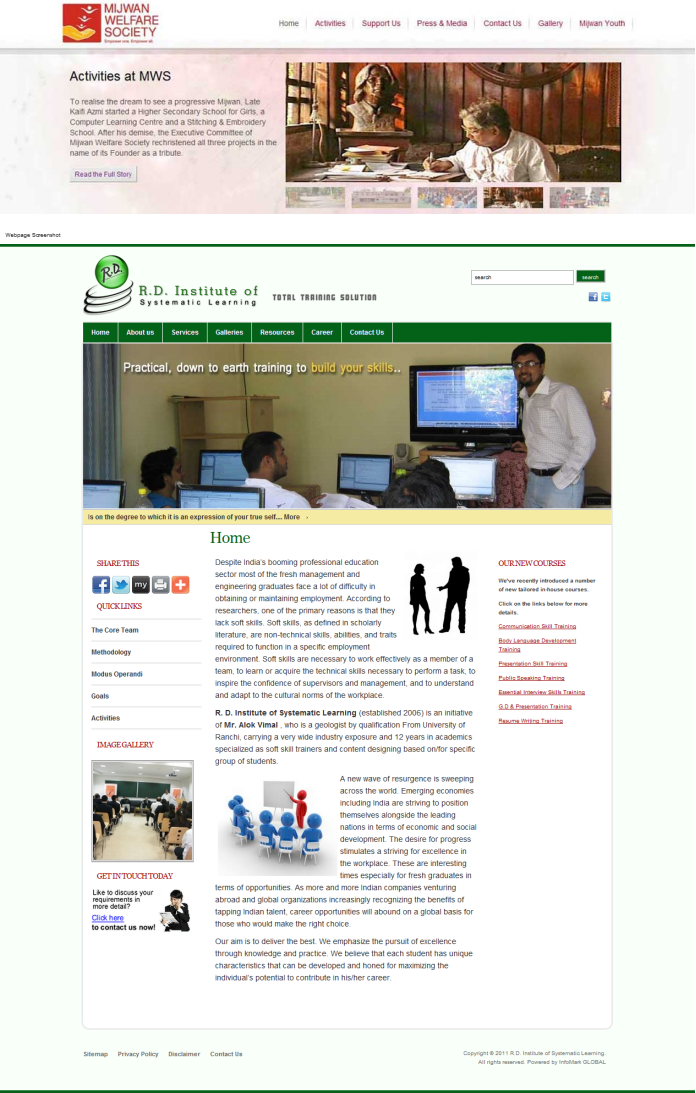 MIJWAN
WELFARE
SOCIETY
Empower one, Empower all.
Home Activities Support Us Press & Media Contact Us Gallery Mijwan Youth
Activities at MWS
To realise the dream to see a progressive Mijwan, Late
Kaifi Azmi started a Higher Secondary School for Girls, a
Computer Learning Centre and a Stitching & Embroidery
School. After his demise, the Executive Committee of
Mijwan Welfare Society rechristened all three projects in the
name of its Founder as a tribute.
Read the Full Story
Webpage Screenshot
R.D.
R.D. Institute of
Systematic Learning
TOTAL TRAINING SOLUTION
search search
Home About us Services Galleries Resources Career Contact Us
Practical, down to earth training to build your skills..
is on the degree to which it is an expression of your true self... More
Home
SHARE THIS
my
QUICK LINKS
The Core Team
Methodology
Modus Operandi
Goals
Activities
IMAGE GALLERY
GET IN TOUCH TODAY
Like to discuss your
requirements in
more detail?
Click here
to contact us now!
Despite India's booming professional education
sector most of the fresh management and
engineering graduates face a lot of difficulty in
obtaining or maintaining employment. According to
researchers, one of the primary reasons is that they
lack soft skills. Soft skills, as defined in scholarly
literature, are non-technical skills, abilities, and traits
required to function in a specific employment
environment. Soft skills are necessary to work effectively as a member of a
team, to learn or acquire the technical skills necessary to perform a task, to
inspire the confidence of supervisors and management, and to understand
and adapt to the cultural norms of the workplace.
R. D. Institute of Systematic Learning (established 2006) is an initiative
of Mr. Alok Vimal , who is a geologist by qualification From University of
Ranchi, carrying a very wide industry exposure and 12 years in academics
specialized as soft skill trainers and content designing based on/for specific
group of students.
A new wave of resurgence is sweeping
across the world. Emerging economies
including India are striving to position
themselves alongside the leading
nations in terms of economic and social
development. The desire for progress
stimulates a striving for excellence in
the workplace. These are interesting
times especially for fresh graduates in
terms of opportunities. As more and more Indian companies venturing
abroad and global organizations increasingly recognizing the benefits of
tapping Indian talent, career opportunities will abound on a global basis for
those who would make the right choice.
Our aim is to deliver the best. We emphasize the pursuit of excellence
through knowledge and practice. We believe that each student has unique
characteristics that can be developed and honed for maximizing the
individual's potential to contribute in his/her career.
OUR NEW COURSES
We've recently introduced a number
of new tailored in-house courses.
Click on the links below for more
details.
Communication Skill Training
Body Language Development
Training
Presentation Skill Training
Public Speaking Training
Essential Interview Skills Training
G.D & Presentation Training
Resume Writing Training
Sitemap Privacy Policy Disclaimer Contact Us
Copyright © 2011 R.D. Institute of Systematic Learning.
All rights reserved. Powered by InfoMark GLOBAL